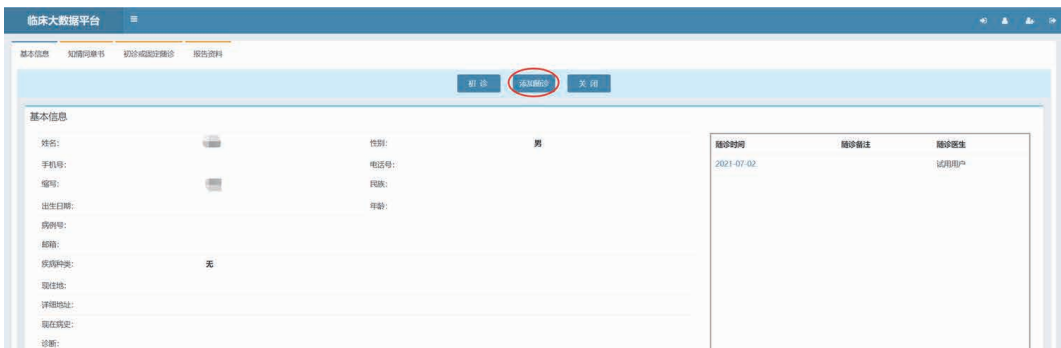 临床大数据平台
基本信息 知情同意书 初诊或固定随诊 报告资料
初 诊 添加随诊 关 闭
基本信息
姓名: 性别: 男
手机号: 电话号:
缩写: 民族:
出生日期: 年龄:
病例号:
邮箱:
疾病种类: 无
现住地:
详细地址:
现在病史:
诊断:
随诊时间 随诊备注 随诊医生
2021-07-02 试用用户